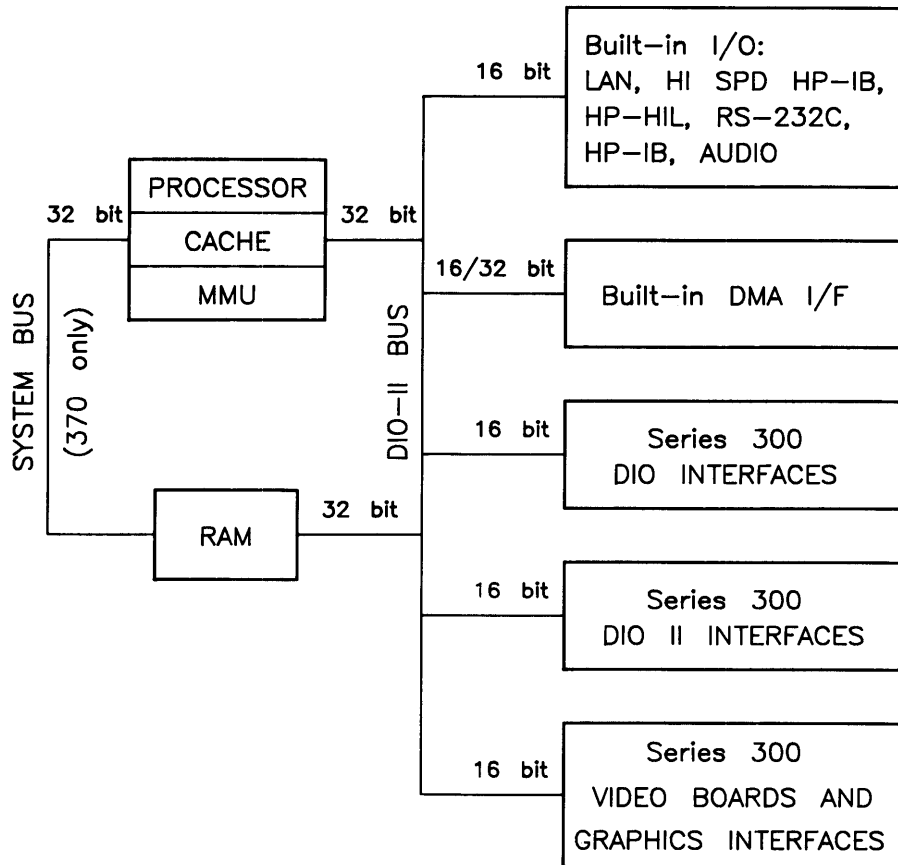 Built-in I/O:
LAN, HI SPD HP-IB,
HP-HIL, RS-232C,
HP-IB, AUDIO
16 bit
PROCESSOR
CACHE
MMU
32 bit
32 bit
SYSTEM BUS
(370 only)
DIO-II BUS
16/32 bit
Built-in DMA I/F
16 bit
Series 300
DIO INTERFACES
RAM
32 bit
16 bit
Series 300
DIO II INTERFACES
16 bit
Series 300
VIDEO BOARDS AND
GRAPHICS INTERFACES